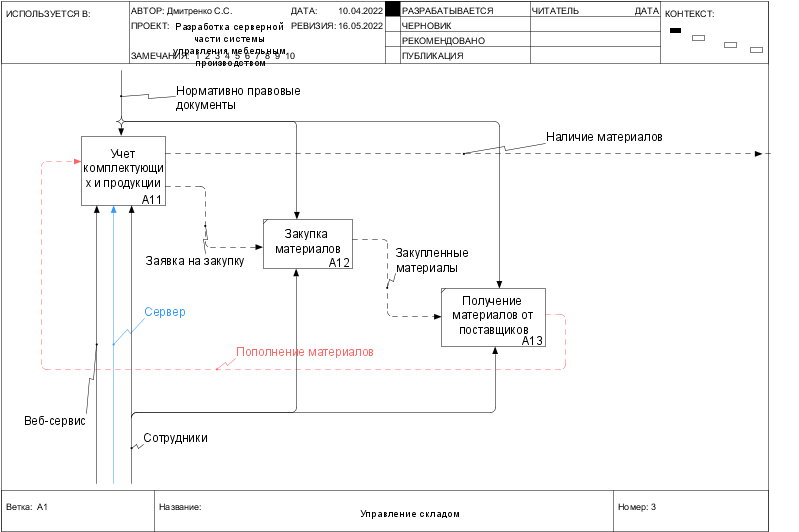 ИСПОЛЬЗУЕТСЯ В:
АВТОР: Дмитренко С.С.
ДАТА: 10.04.2022
ПРОЕКТ: Разработка серверной
части системы
управления мебельным
производством
РЕВИЗИЯ: 16.05.2022
ЗАМЕЧАНИЯ: 1 2 3 4 5 6 7 8 9 10
РАЗРАБАТЫВАЕТСЯ
ЧЕРНОВИК
РЕКОМЕНДОВАНО
ПУБЛИКАЦИЯ
ЧИТАТЕЛЬ ДАТА
КОНТЕКСТ:
Нормативно правовые
документы
Наличие материалов
Учет
комплектующи
х и продукции
A11
Заявка на закупку
Закупка
материалов
A12
Закупленные
материалы
Получение
материалов от
поставщиков
A13
Сервер
Пополнение материалов
Веб-сервис
Сотрудники
Ветка: A1
Название:
Управление складом
Номер: 3